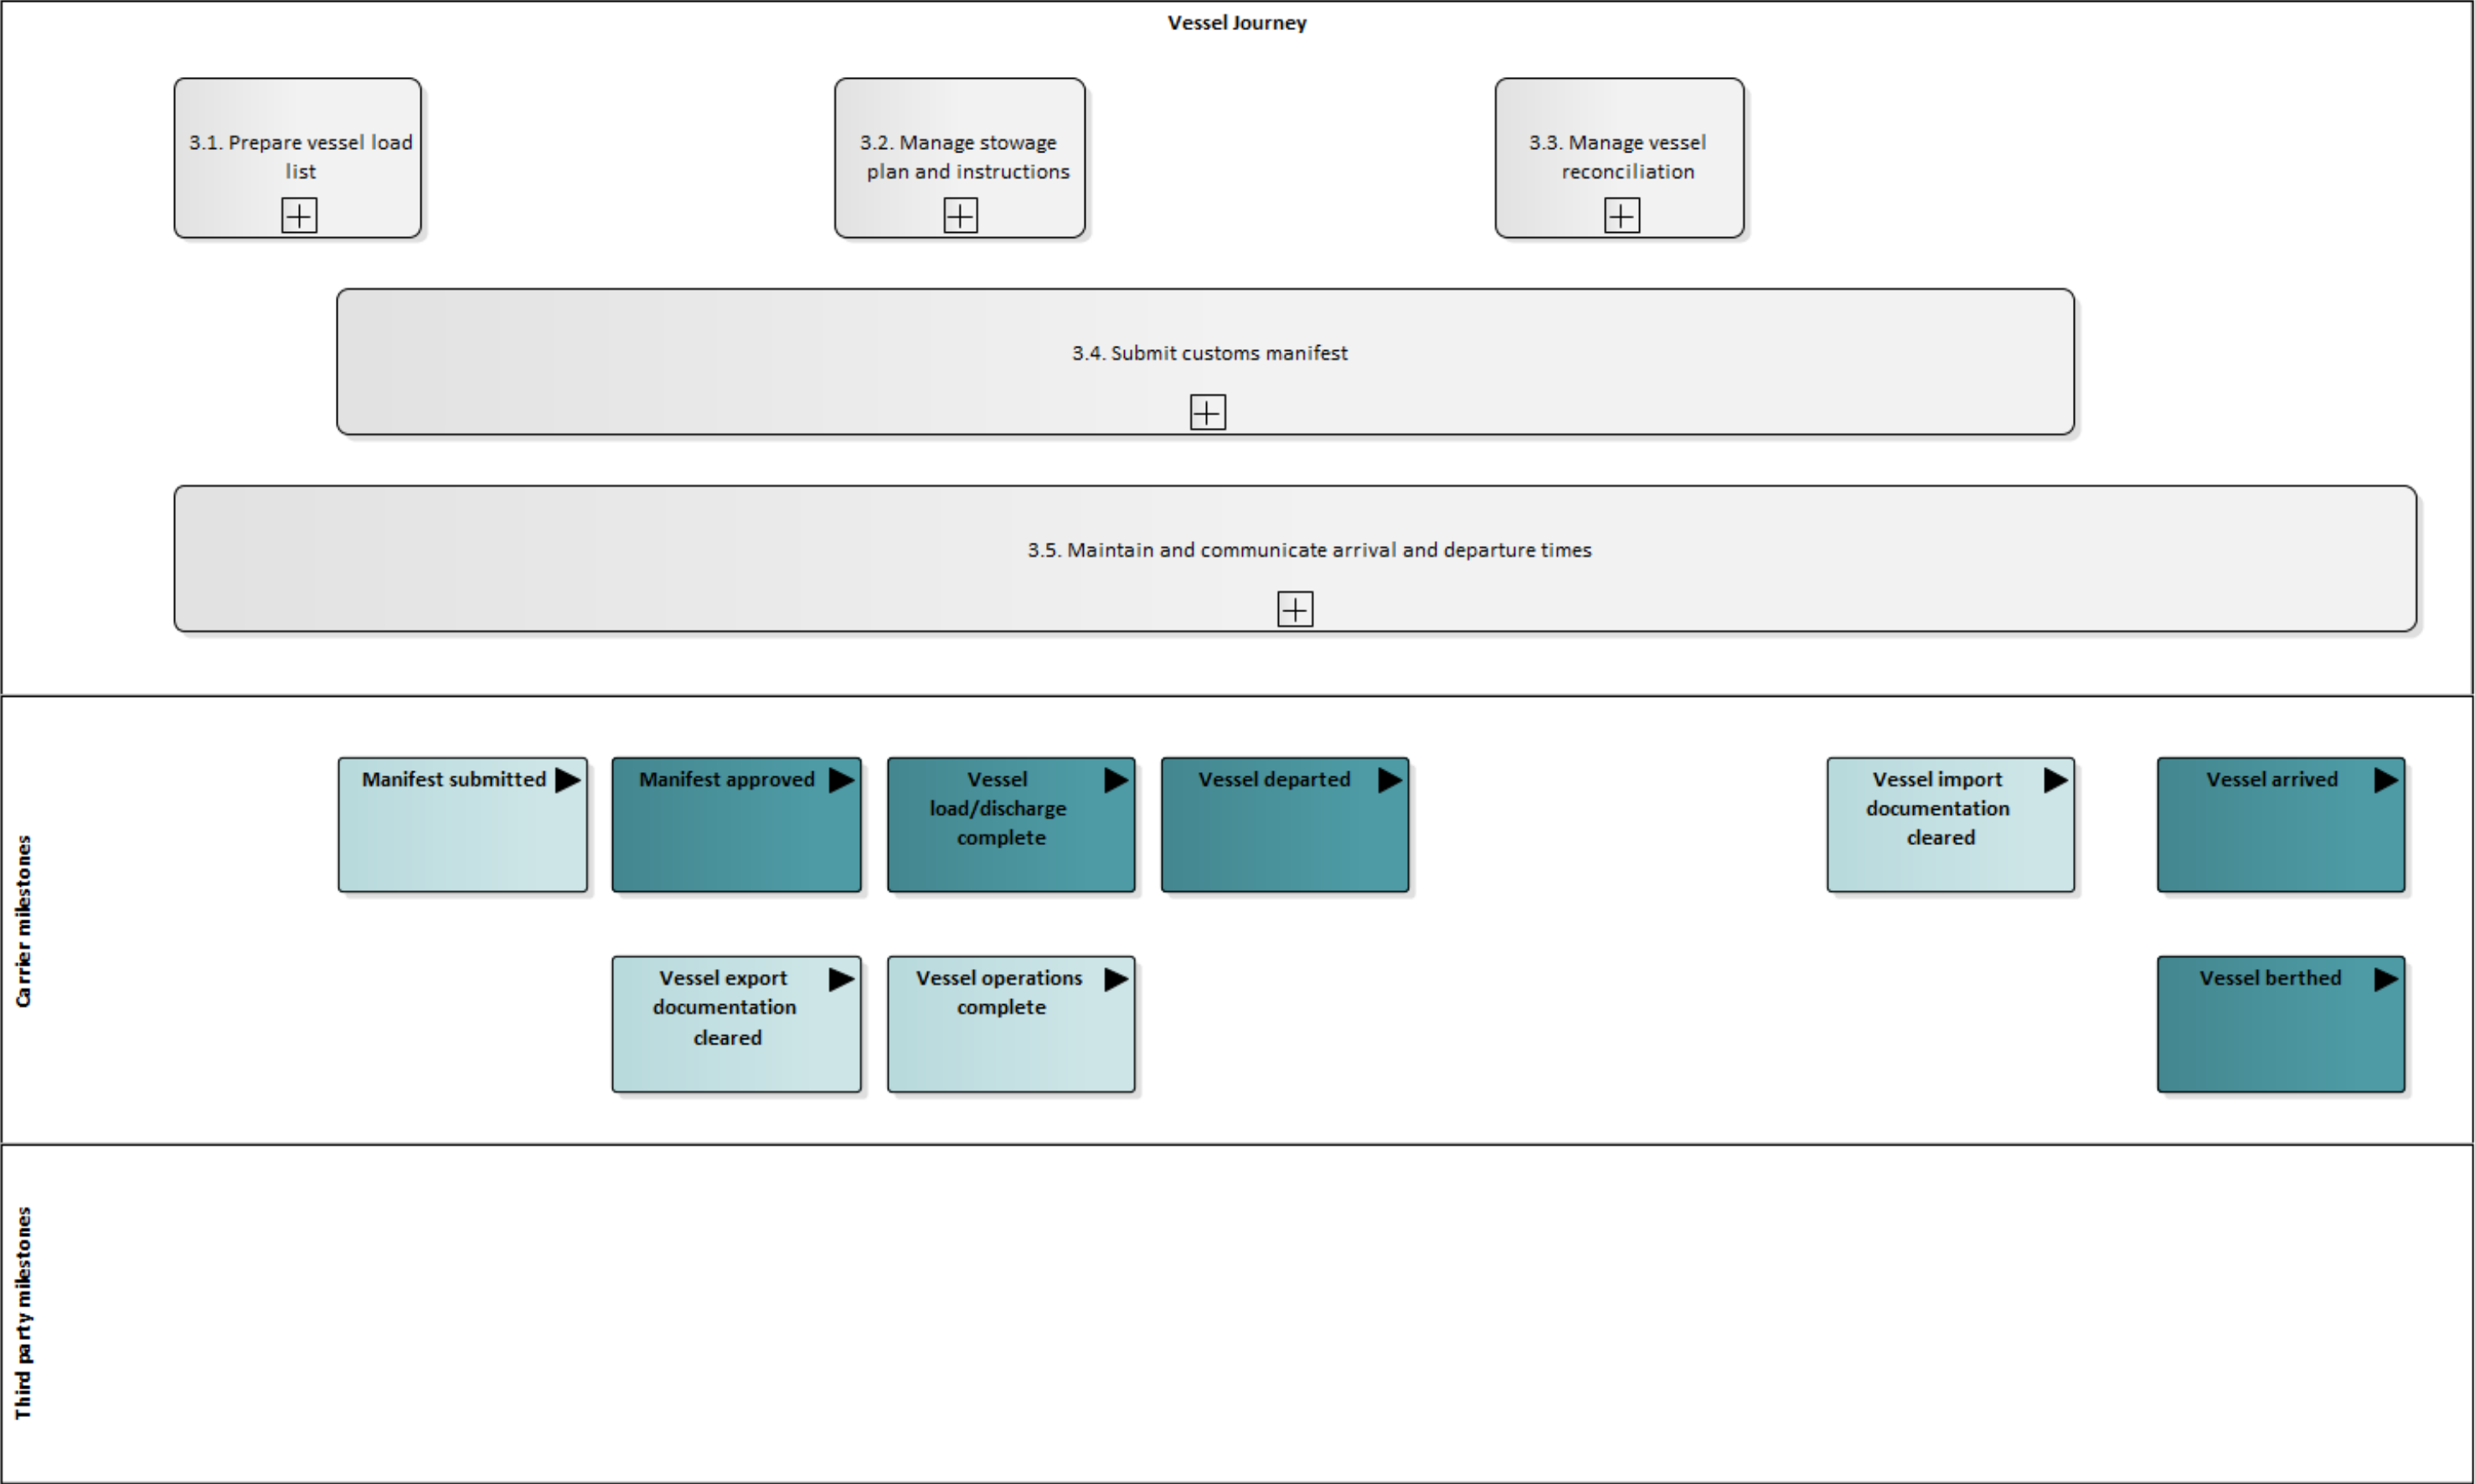 Vessel Journey
3.1. Prepare vessel load
list
3.2. Manage stowage
plan and instructions
3.3. Manage vessel
reconciliation
3.4. Submit customs manifest
3.5. Maintain and communicate arrival and departure times
Carrier milestones
Manifest submitted
Manifest approved
Vessel
load/discharge
complete
Vessel departed
Vessel import
documentation
cleared
Vessel arrived
Vessel export
documentation
cleared
Vessel operations
complete
Vessel berthed
Third party milestones